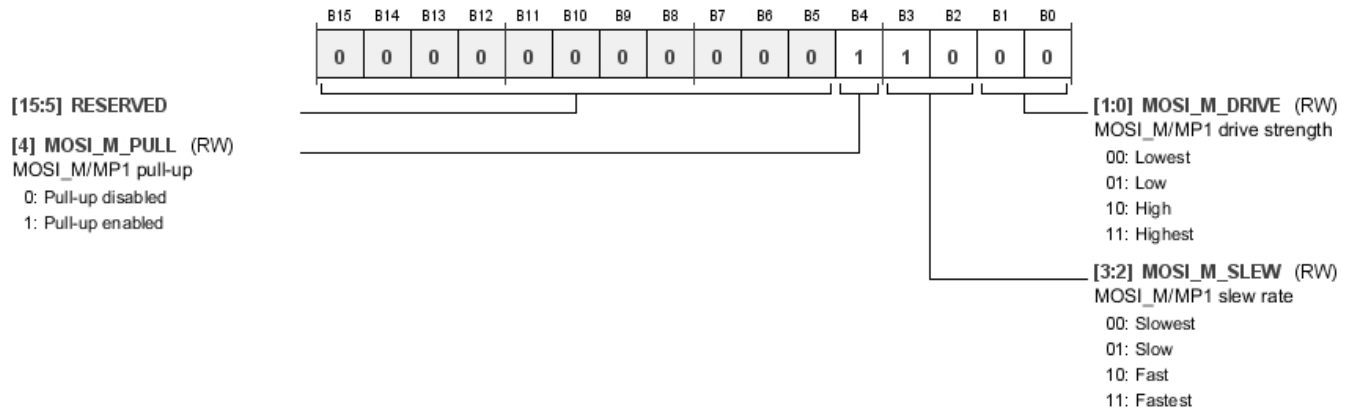 B15 B14 B13 B12 B11 B10 B9 B8 B7 B6 B5 B4 B3 B2 B1 B0
0 0 0 0 0 0 0 0 0 0 0 1 1 0 0 0
[15:5] RESERVED
[4] MOSI_M_PULL (RW)
MOSI_M/MP1 pull-up
0: Pull-up disabled
1: Pull-up enabled
[1:0] MOSI_M_DRIVE (RW)
MOSI_M/MP1 drive strength
00: Lowest
01: Low
10: High
11: Highest
[3:2] MOSI_M_SLEW (RW)
MOSI_M/MP1 slew rate
00: Slowest
01: Slow
10: Fast
11: Fastest